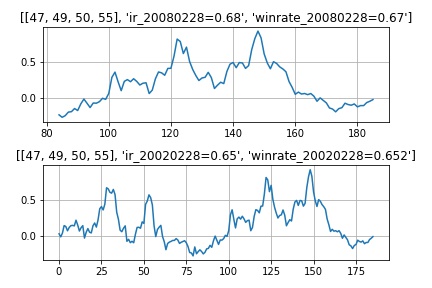 [[47, 49, 50, 55], 'ir_20080228=0.68', 'winrate_20080228=0.67']
0.5
0.0
80 100 120 140 160 180
[[47, 49, 50, 55], 'ir_20020228=0.65', 'winrate_20020228=0.652']
0.5
0.0
0 25 50 75 100 125 150 175